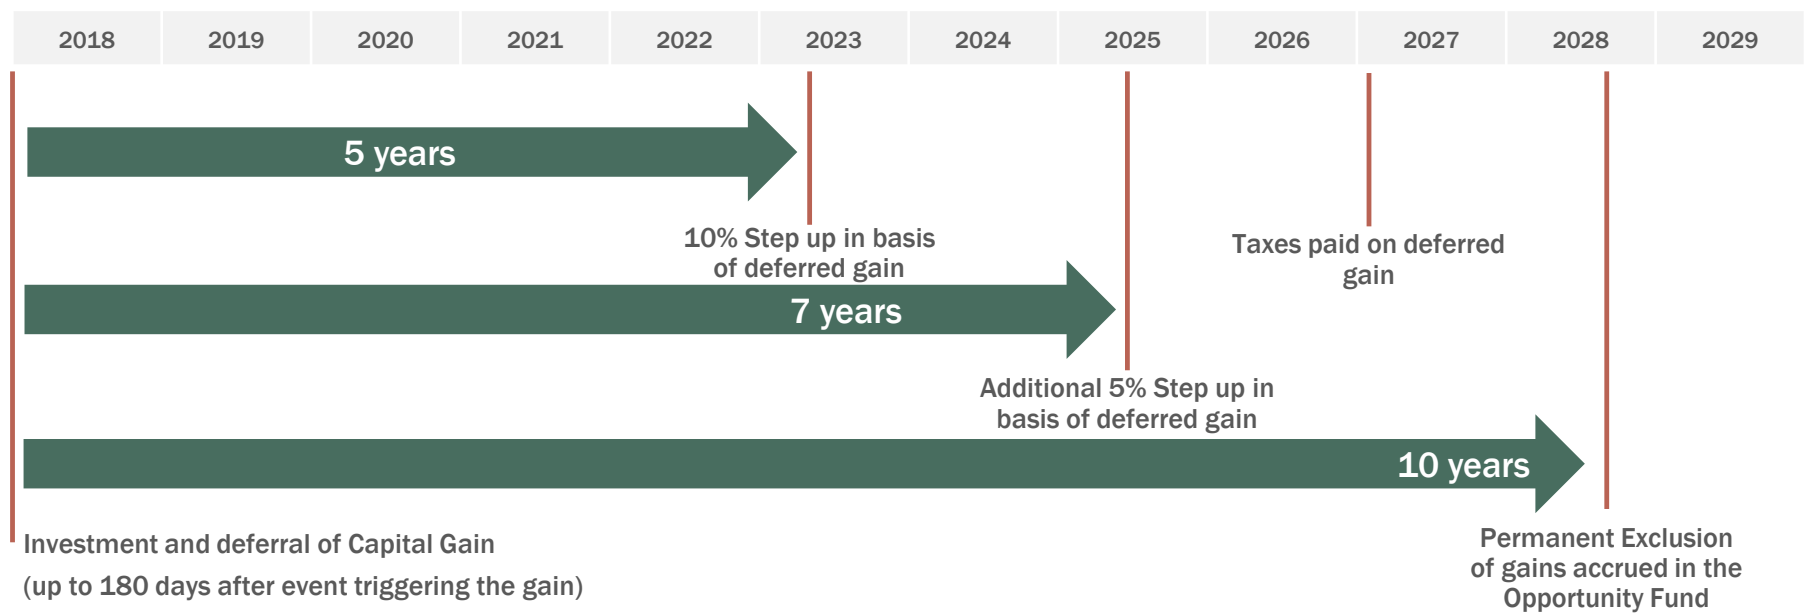 2018 2019 2020 2021 2022 2023 2024 2025 2026 2027 2028 2029
5 years
10% Step up in basis
of deferred gain
Taxes paid on deferred
gain
7 years
Additional 5% Step up in
basis of deferred gain
10 years
Investment and deferral of Capital Gain
(up to 180 days after event triggering the gain)
Permanent Exclusion
of gains accrued in the
Opportunity Fund